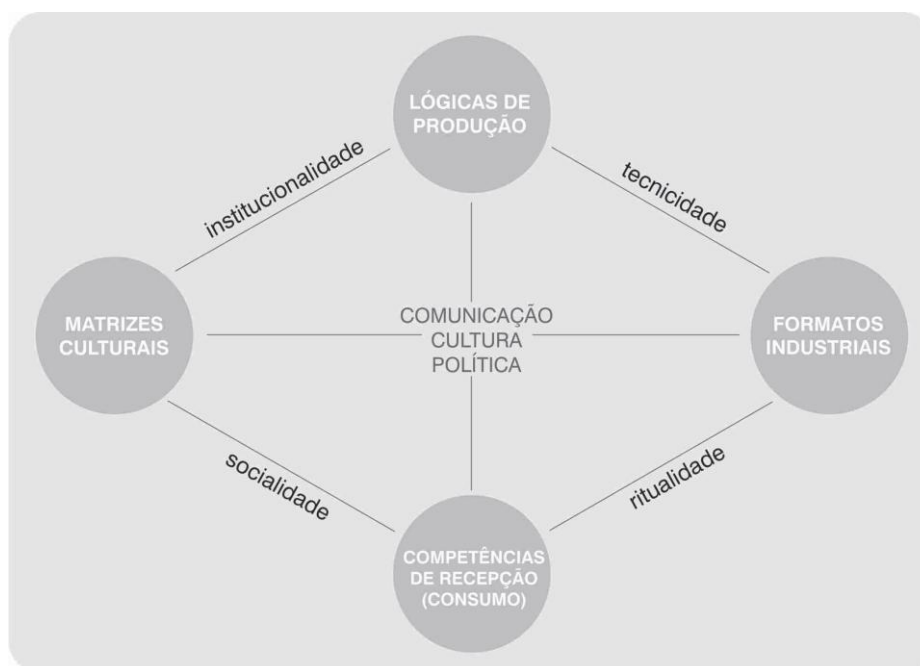 LÓGICAS DE
PRODUÇÃO
institucionalidade
tecnicidade
MATRIZES
CULTURAIS
COMUNICAÇÃO
CULTURA
POLÍTICA
FORMATOS
INDUSTRIAIS
socialidade
ritualidade
COMPETÊNCIAS
DE RECEPÇÃO
(CONSUMO)